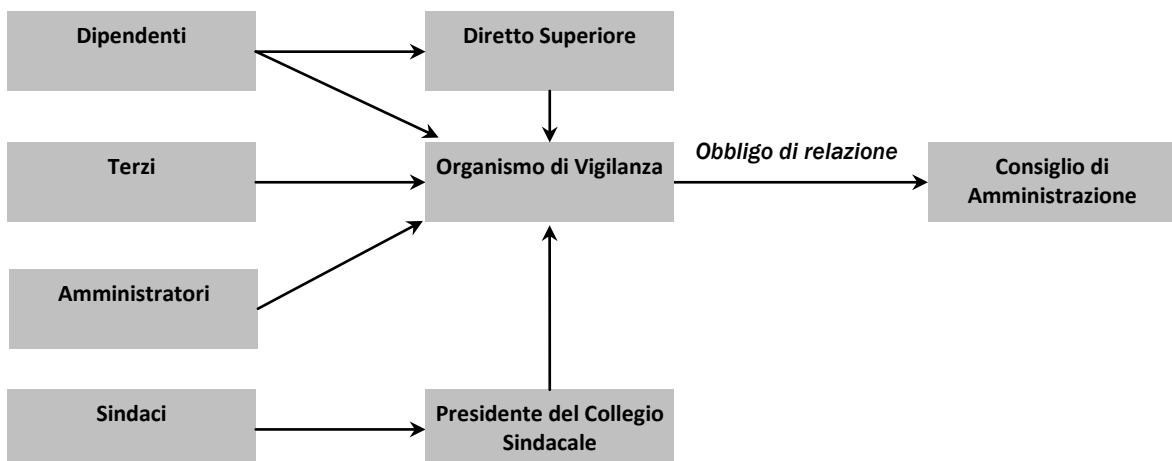 Dipendenti
Diretto Superiore
Terzi
Organismo di Vigilanza
Obbligo di relazione
Consiglio di
Amministrazione
Amministratori
Sindaci
Presidente del Collegio
Sindacale